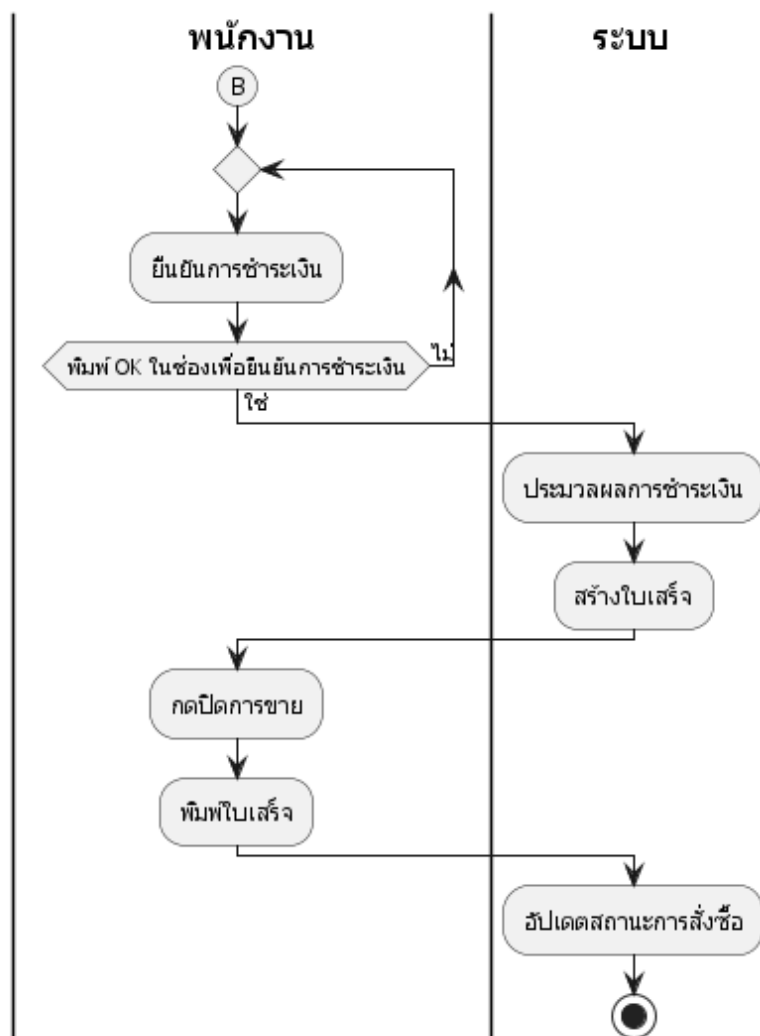 พนักงาน
ระบบ
B
ยืนยันการชำระเงิน
พิมพ์ OK ในช่องเพื่อยืนยันการชำระเงิน
ไม่
ใช่
ประมวลผลการชำระเงิน
สร้างใบเสร็จ
กดปิดการขาย
พิมพ์ใบเสร็จ
อัปเดตสถานะการสั่งซื้อ